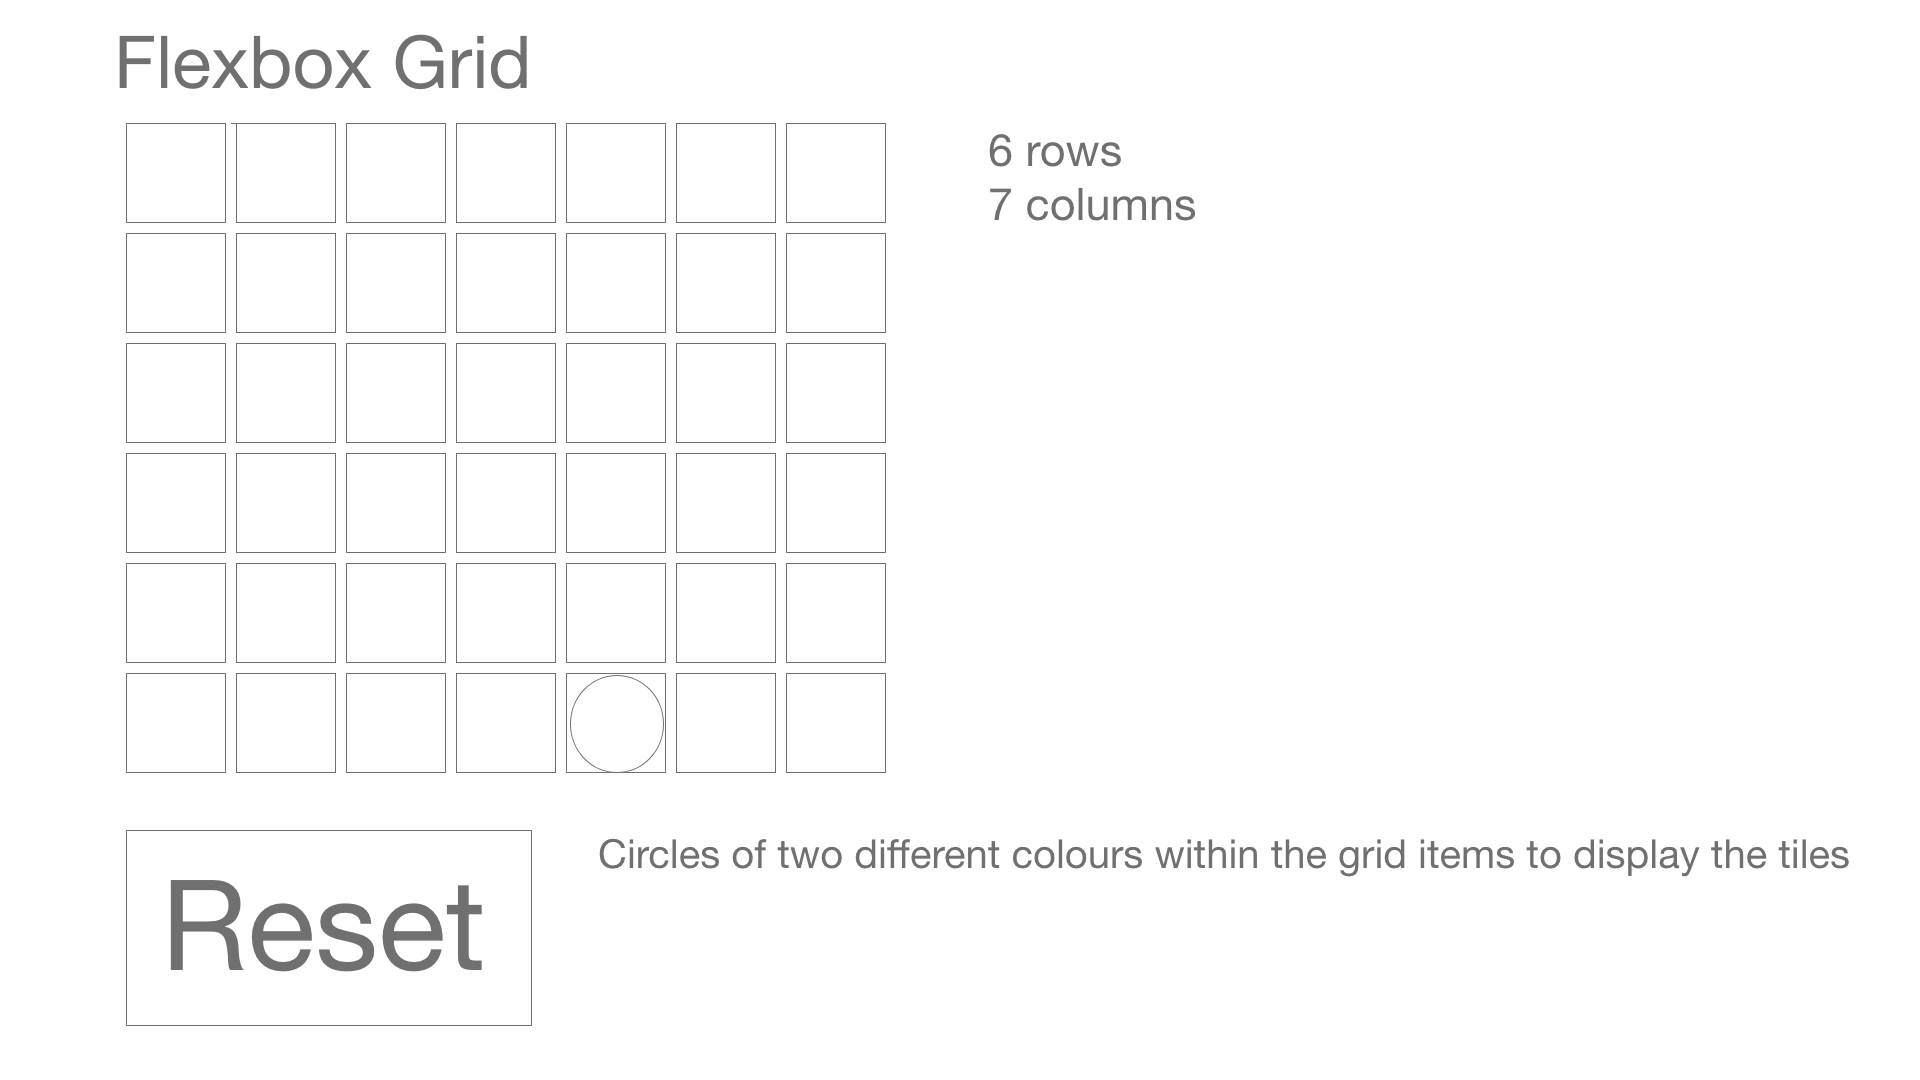 Flexbox Grid
6 rows
7 columns
Reset
Circles of two different colours within the grid items to display the tiles